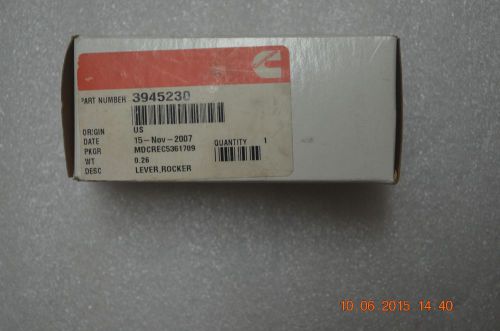 PART NUMBER 3945230
ORIGIN US
DATE 15-Nov-2007 QUANTITY 1
PKGR MDCREC5361709
WT 0.26
DESC LEVER,ROCKER
10 06 2015 14:40